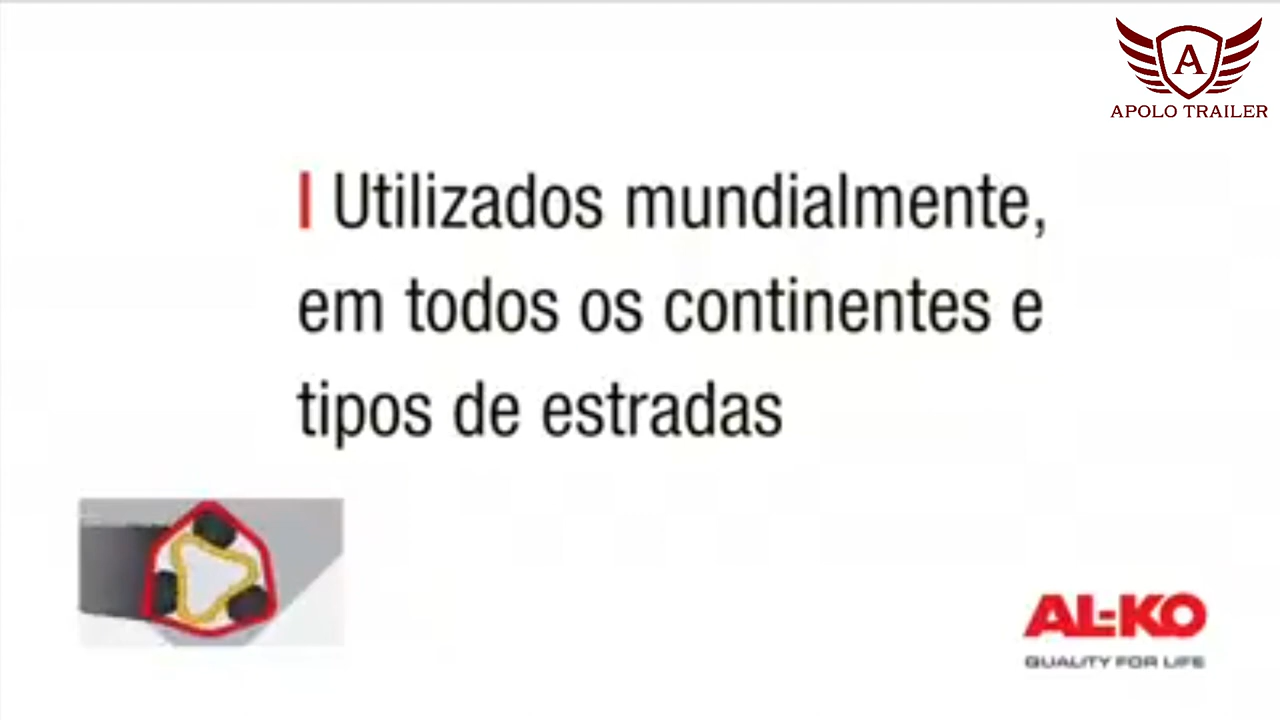 A
APOLO TRAILER
Utilizados mundialmente,
em todos os continentes e
tipos de estradas
AL-KO
QUALITY FOR LIFE